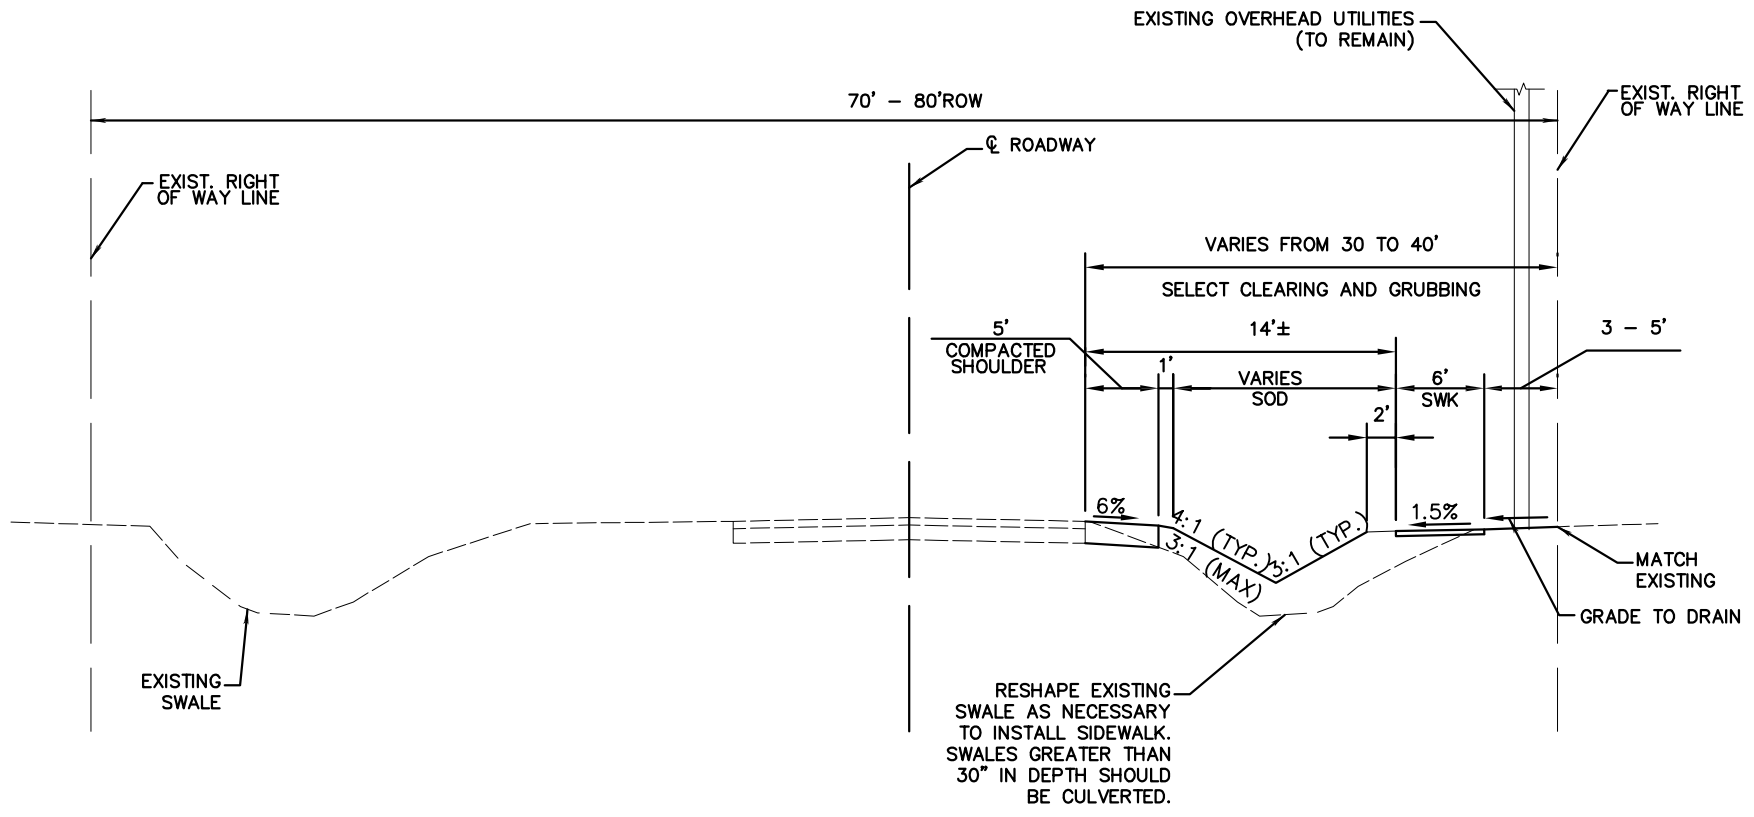 EXISTING OVERHEAD UTILITIES
(TO REMAIN)
70' - 80'ROW
EXIST. RIGHT
OF WAY LINE
℄ ROADWAY
EXIST. RIGHT
OF WAY LINE
VARIES FROM 30 TO 40'
SELECT CLEARING AND GRUBBING
5'
COMPACTED
SHOULDER
14'±
3 - 5'
1'
VARIES
SOD
6'
SWK
2'
6%
4:1 (TYP.)
3:1 (MAX)
3:1 (TYP.)
1.5%
MATCH
EXISTING
GRADE TO DRAIN
EXISTING
SWALE
RESHAPE EXISTING
SWALE AS NECESSARY
TO INSTALL SIDEWALK.
SWALES GREATER THAN
30" IN DEPTH SHOULD
BE CULVERTED.